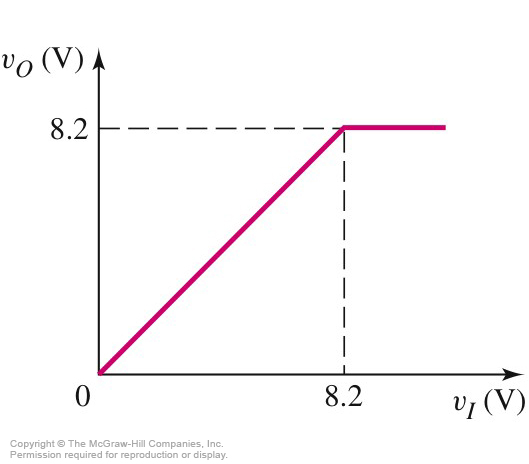 v_O (V)
8.2
0
8.2
v_I (V)
Copyright © The McGraw-Hill Companies, Inc.
Permission required for reproduction or display.